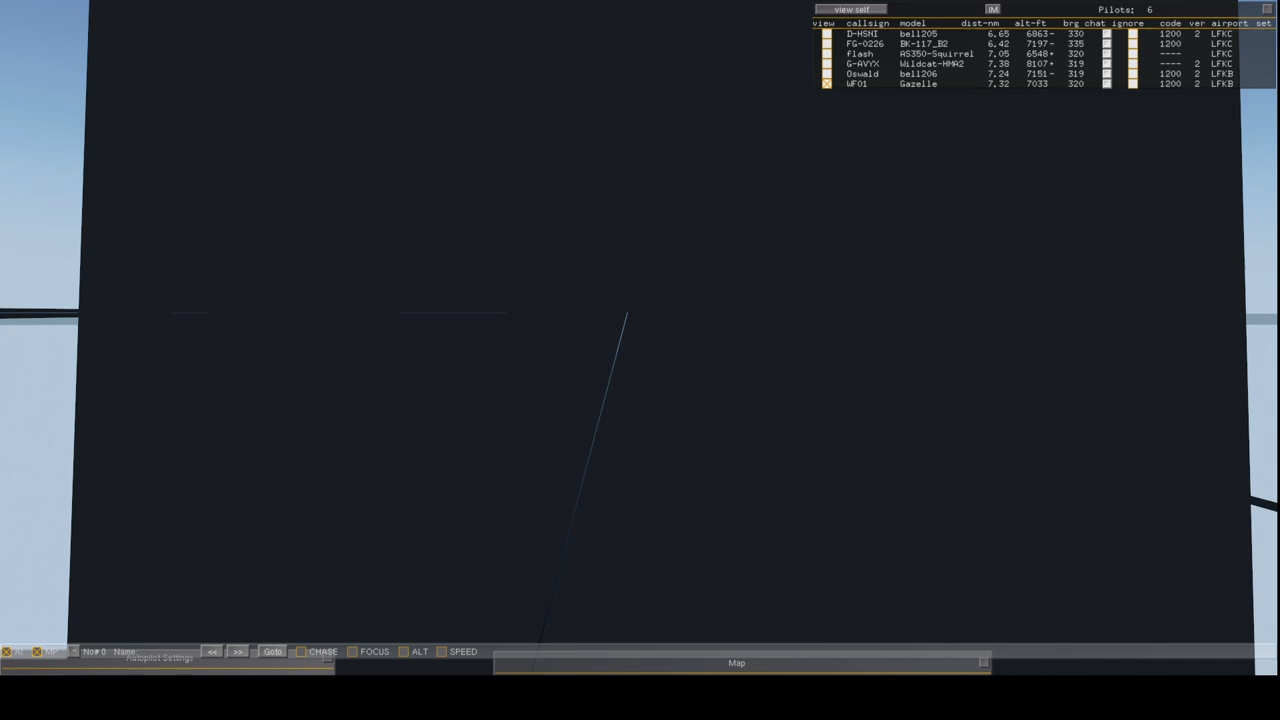 view self IM Pilots: 6
view callsign model dist-nm alt-ft brg chat ignore code ver airport set
D-HSNI bell205 6.65 6863- 330 1200 2 LFKC
FG-0226 BK-117_B2 6.42 7197- 335 1200 LFKC
flash AS350-Squirrel 7.05 6548+ 320 ---- LFKC
G-AVYX Wildcat-HMA2 7.38 8107+ 319 ---- 2 LFKC
Oswald bell206 7.24 7151- 319 1200 2 LFKB
WF01 Gazelle 7.32 7033 320 1200 2 LFKB
AI MP ^ No# 0 Name: << >> Goto CHASE FOCUS ALT SPEED
Autopilot Settings
Map